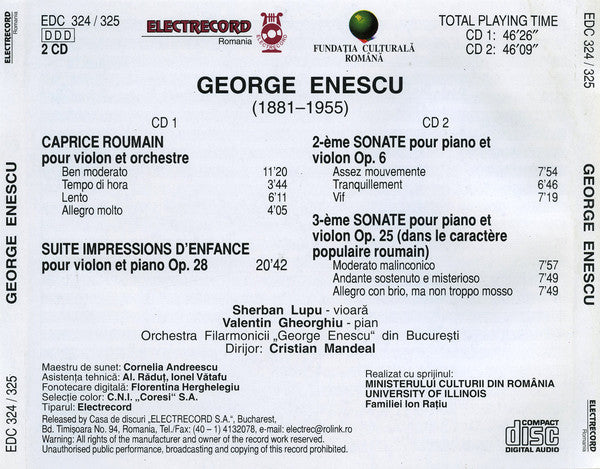 EDC 324 / 325
DDD
2 CD
ELECTRECORD
Romania
ELECTRECORD
FUNDAȚIA CULTURALĂ
ROMÂNĂ
TOTAL PLAYING TIME
CD 1: 46'26"
CD 2: 46'09"
GEORGE ENESCU
(1881–1955)
CD 1
CAPRICE ROUMAIN
pour violon et orchestre
Ben moderato 11'20
Tempo di hora 3'44
Lento 6'11
Allegro molto 4'05
SUITE IMPRESSIONS D'ENFANCE
pour violon et piano Op. 28 20'42
CD 2
2-ème SONATE pour piano et
violon Op. 6
Assez mouvemente 7'54
Tranquillement 6'46
Vif 7'19
3-ème SONATE pour piano et
violon Op. 25 (dans le caractère
populaire roumain)
Moderato malinconico 7'57
Andante sostenuto e misterioso 7'49
Allegro con brio, ma non troppo mosso 7'49
Sherban Lupu - vioară
Valentin Gheorghiu - pian
Orchestra Filarmonicii „George Enescu" din București
Dirijor: Cristian Mandeal
Maestru de sunet: Cornelia Andreescu
Asistența tehnică: Al. Răduț, Ionel Vătafu
Fonotecare digitală: Florentina Herghelegiu
Selecție color: C.N.I. „Coresi" S.A.
Tiparul: Electrecord
Realizat cu sprijinul:
MINISTERULUI CULTURII DIN ROMÂNIA
UNIVERSITY OF ILLINOIS
Familiei Ion Rațiu
Released by Casa de discuri „ELECTRECORD S.A.", Bucharest,
Bd. Timișoara No. 94, Romania, Tel./Fax: (40 – 1) 4132078, e-mail: electrec@rolink.ro
Warning: All rights of the manufacturer and owner of the record work reserved.
Unauthorised public performance, broadcasting and copying of this record prohibited.
COMPACT
disc
DIGITAL AUDIO
ELECTRECORD
Romania
GEORGE ENESCU
EDC 324 / 325
EDC 324 / 325
GEORGE ENESCU
ELECTRECORD
Romania